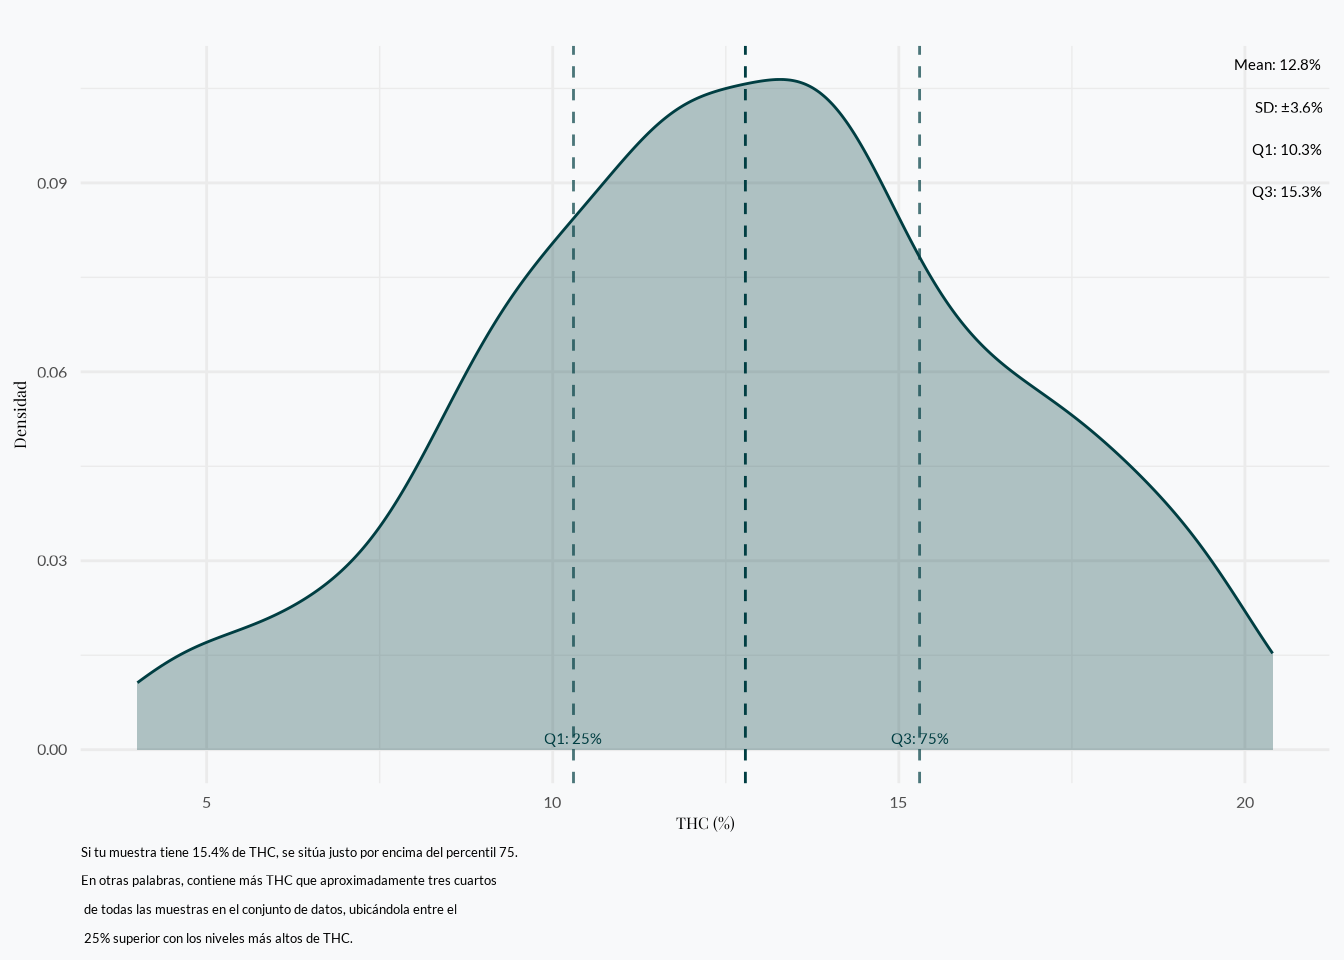 Mean: 12.8%
SD: ±3.6%
Q1: 10.3%
Q3: 15.3%
0.09
0.06
0.03
0.00
Densidad
Q1: 25%
Q3: 75%
5
10
15
20
THC (%)
Si tu muestra tiene 15.4% de THC, se sitúa justo por encima del percentil 75.
En otras palabras, contiene más THC que aproximadamente tres cuartos
de todas las muestras en el conjunto de datos, ubicándola entre el
25% superior con los niveles más altos de THC.